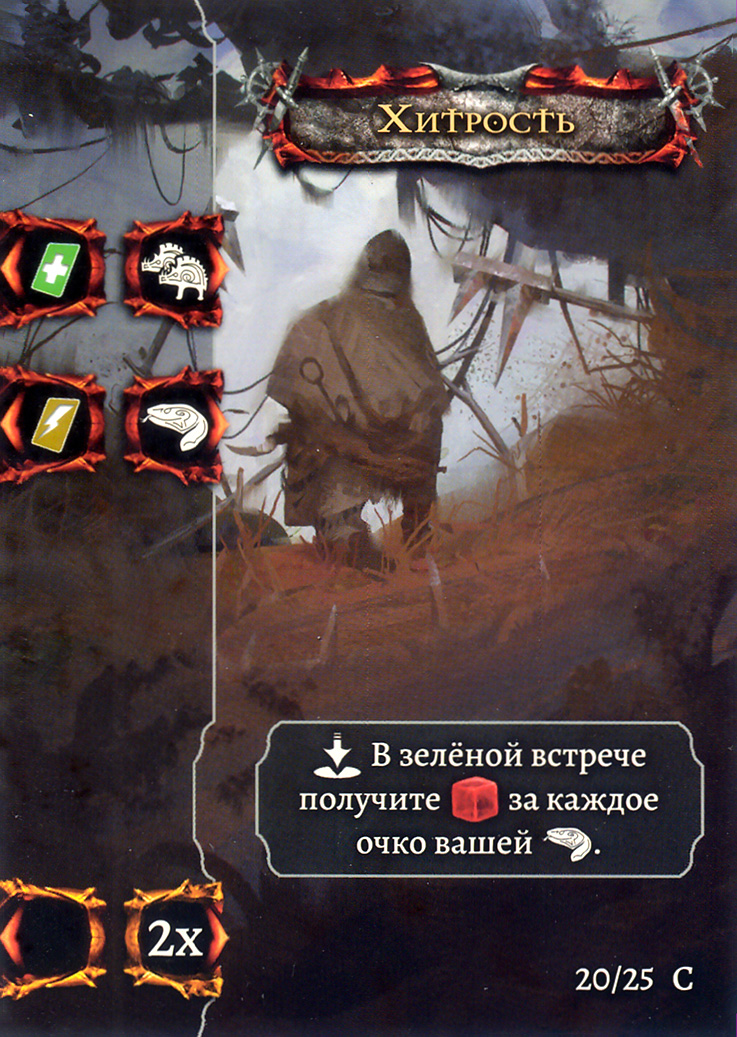 Хитрость
В зелёной встрече
получите за каждое
очко вашей .
2x
20/25 C